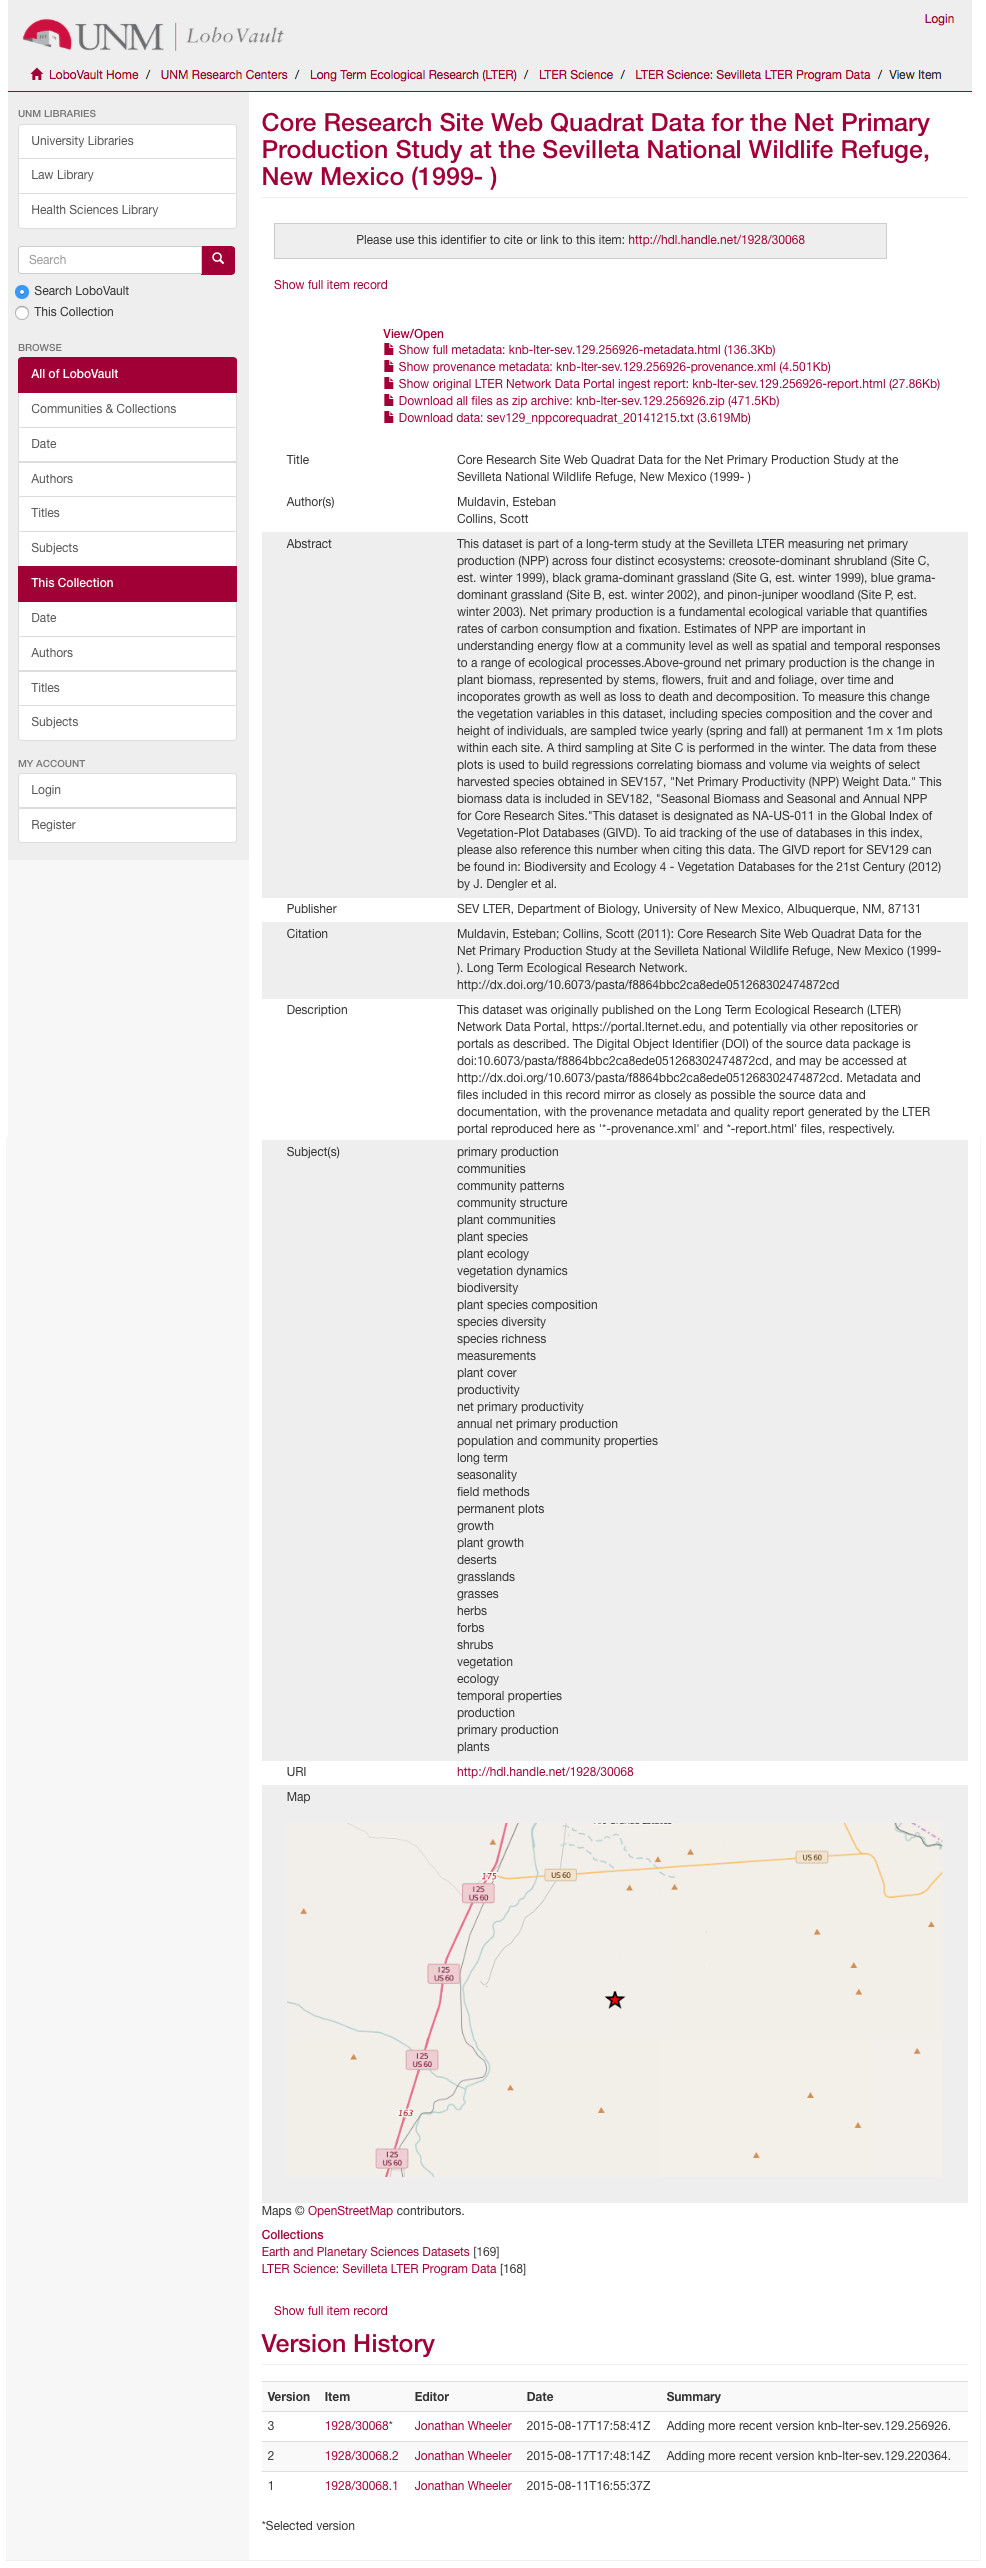 Login
UNM LoboVault
LoboVault Home / UNM Research Centers / Long Term Ecological Research (LTER) / LTER Science / LTER Science: Sevilleta LTER Program Data / View Item
UNM LIBRARIES
University Libraries
Law Library
Health Sciences Library
Search
Search LoboVault
This Collection
BROWSE
All of LoboVault
Communities & Collections
Date
Authors
Titles
Subjects
This Collection
Date
Authors
Titles
Subjects
MY ACCOUNT
Login
Register
Core Research Site Web Quadrat Data for the Net Primary
Production Study at the Sevilleta National Wildlife Refuge,
New Mexico (1999- )
Please use this identifier to cite or link to this item: http://hdl.handle.net/1928/30068
Show full item record
View/Open
Show full metadata: knb-lter-sev.129.256926-metadata.html (136.3Kb)
Show provenance metadata: knb-lter-sev.129.256926-provenance.xml (4.501Kb)
Show original LTER Network Data Portal ingest report: knb-lter-sev.129.256926-report.html (27.86Kb)
Download all files as zip archive: knb-lter-sev.129.256926.zip (471.5Kb)
Download data: sev129_nppcorequadrat_20141215.txt (3.619Mb)
Title
Core Research Site Web Quadrat Data for the Net Primary Production Study at the
Sevilleta National Wildlife Refuge, New Mexico (1999- )
Author(s)
Muldavin, Esteban
Collins, Scott
Abstract
This dataset is part of a long-term study at the Sevilleta LTER measuring net primary
production (NPP) across four distinct ecosystems: creosote-dominant shrubland (Site C,
est. winter 1999), black grama-dominant grassland (Site G, est. winter 1999), blue grama-
dominant grassland (Site B, est. winter 2002), and pinon-juniper woodland (Site P, est.
winter 2003). Net primary production is a fundamental ecological variable that quantifies
rates of carbon consumption and fixation. Estimates of NPP are important in
understanding energy flow at a community level as well as spatial and temporal responses
to a range of ecological processes.Above-ground net primary production is the change in
plant biomass, represented by stems, flowers, fruit and and foliage, over time and
incoporates growth as well as loss to death and decomposition. To measure this change
the vegetation variables in this dataset, including species composition and the cover and
height of individuals, are sampled twice yearly (spring and fall) at permanent 1m x 1m plots
within each site. A third sampling at Site C is performed in the winter. The data from these
plots is used to build regressions correlating biomass and volume via weights of select
harvested species obtained in SEV157, "Net Primary Productivity (NPP) Weight Data." This
biomass data is included in SEV182, "Seasonal Biomass and Seasonal and Annual NPP
for Core Research Sites."This dataset is designated as NA-US-011 in the Global Index of
Vegetation-Plot Databases (GIVD). To aid tracking of the use of databases in this index,
please also reference this number when citing this data. The GIVD report for SEV129 can
be found in: Biodiversity and Ecology 4 - Vegetation Databases for the 21st Century (2012)
by J. Dengler et al.
Publisher
SEV LTER, Department of Biology, University of New Mexico, Albuquerque, NM, 87131
Citation
Muldavin, Esteban; Collins, Scott (2011): Core Research Site Web Quadrat Data for the
Net Primary Production Study at the Sevilleta National Wildlife Refuge, New Mexico (1999-
). Long Term Ecological Research Network.
http://dx.doi.org/10.6073/pasta/f8864bbc2ca8ede051268302474872cd
Description
This dataset was originally published on the Long Term Ecological Research (LTER)
Network Data Portal, https://portal.lternet.edu, and potentially via other repositories or
portals as described. The Digital Object Identifier (DOI) of the source data package is
doi:10.6073/pasta/f8864bbc2ca8ede051268302474872cd, and may be accessed at
http://dx.doi.org/10.6073/pasta/f8864bbc2ca8ede051268302474872cd. Metadata and
files included in this record mirror as closely as possible the source data and
documentation, with the provenance metadata and quality report generated by the LTER
portal reproduced here as '*-provenance.xml' and *-report.html' files, respectively.
Subject(s)
primary production
communities
community patterns
community structure
plant communities
plant species
plant ecology
vegetation dynamics
biodiversity
plant species composition
species diversity
species richness
measurements
plant cover
productivity
net primary productivity
annual net primary production
population and community properties
long term
seasonality
field methods
permanent plots
growth
plant growth
deserts
grasslands
grasses
herbs
forbs
shrubs
vegetation
ecology
temporal properties
production
primary production
plants
URI
http://hdl.handle.net/1928/30068
Map
175
US 60
US 60
I 25
US 60
I 25
US 60
I 25
US 60
163
I 25
US 60
Maps © OpenStreetMap contributors.
Collections
Earth and Planetary Sciences Datasets [169]
LTER Science: Sevilleta LTER Program Data [168]
Show full item record
Version History
Version Item Editor Date Summary
3 1928/30068* Jonathan Wheeler 2015-08-17T17:58:41Z Adding more recent version knb-lter-sev.129.256926.
2 1928/30068.2 Jonathan Wheeler 2015-08-17T17:48:14Z Adding more recent version knb-lter-sev.129.220364.
1 1928/30068.1 Jonathan Wheeler 2015-08-11T16:55:37Z
*Selected version